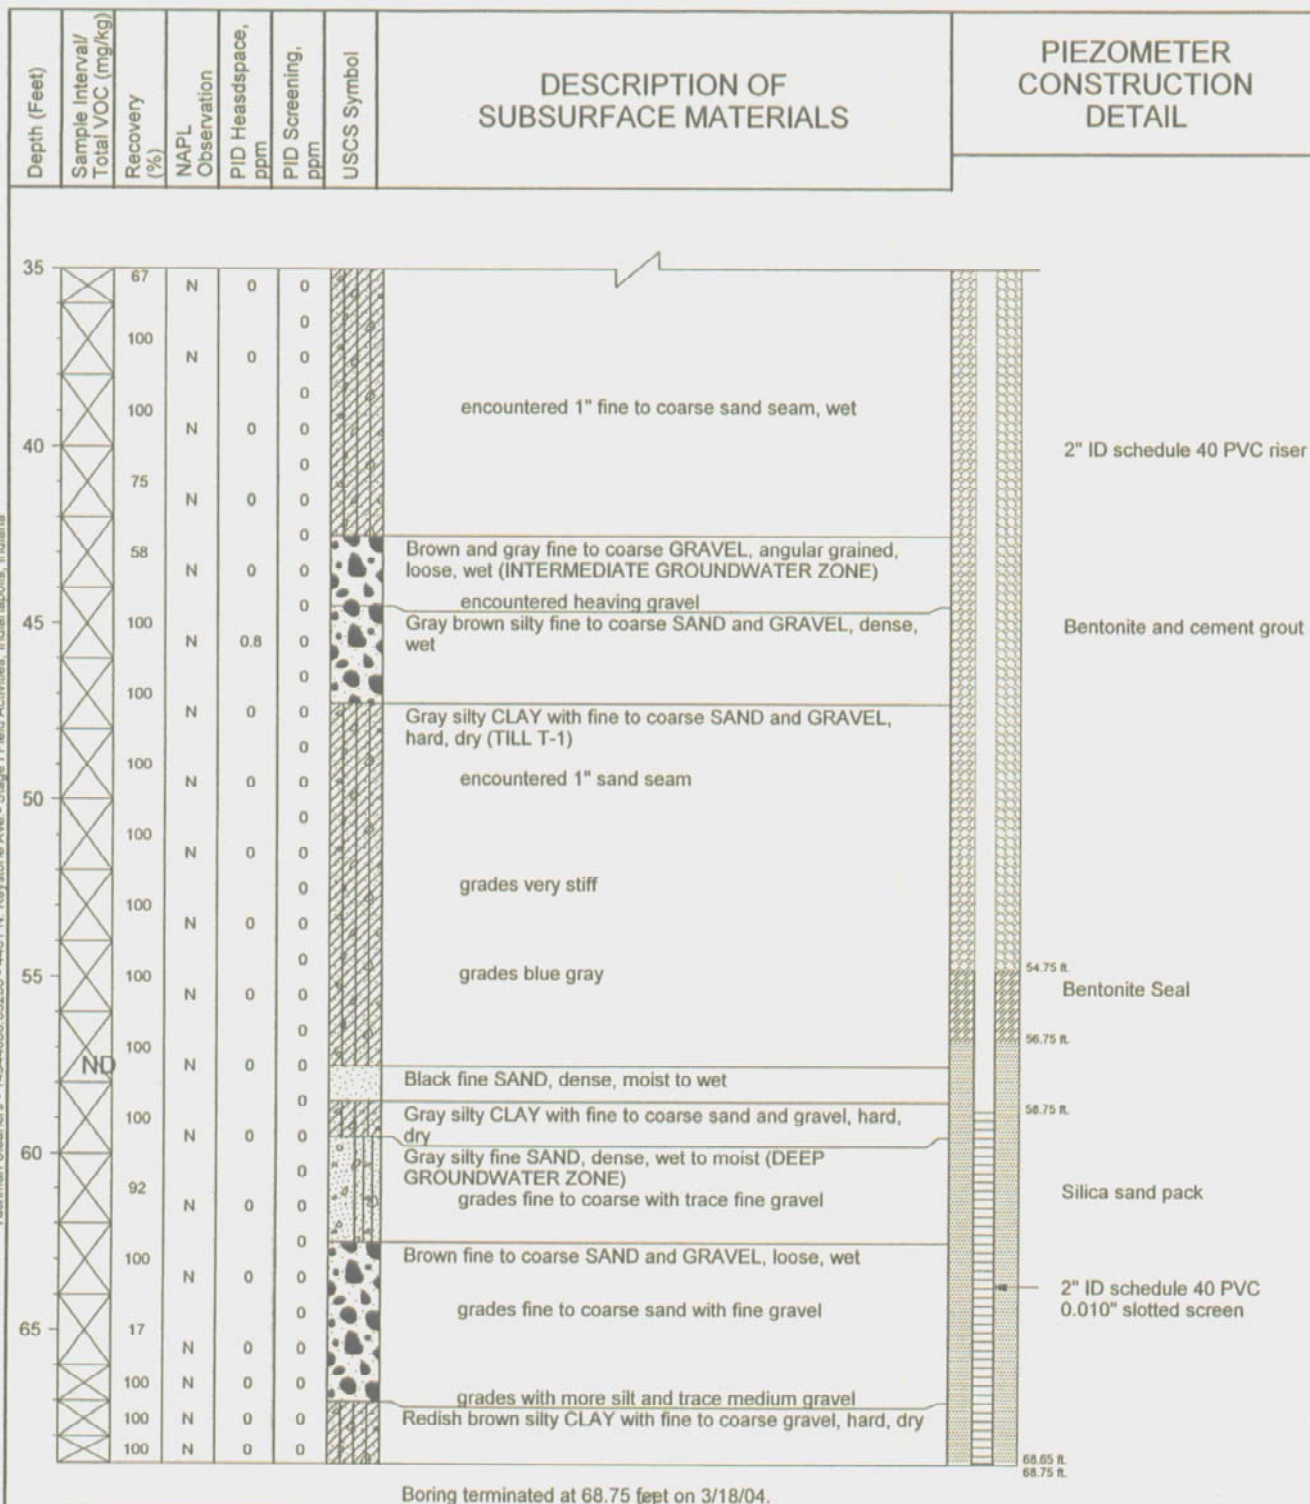 Depth (Feet)
Sample Interval/
Total VOC (mg/kg)
Recovery
(%)
NAPL
Observation
PID Heasdspace,
ppm
PID Screening,
ppm
USCS Symbol
DESCRIPTION OF
SUBSURFACE MATERIALS
PIEZOMETER
CONSTRUCTION
DETAIL
35
67
N 0 0
0
100
N 0 0
0
100
encountered 1" fine to coarse sand seam, wet
N 0 0
40
2" ID schedule 40 PVC riser
0
75
N 0 0
0
58
Brown and gray fine to coarse GRAVEL, angular grained,
loose, wet (INTERMEDIATE GROUNDWATER ZONE)
N 0 0
0
encountered heaving gravel
45
100
Gray brown silty fine to coarse SAND and GRAVEL, dense,
wet
Bentonite and cement grout
N 0.8 0
0
100
N 0 0
Gray silty CLAY with fine to coarse SAND and GRAVEL,
hard, dry (TILL T-1)
0
100
N 0 0
encountered 1" sand seam
50
0
100
N 0 0
0
grades very stiff
100
N 0 0
0
54.75 ft.
55
100
grades blue gray
N 0 0
Bentonite Seal
0
56.75 ft.
100
ND
N 0 0
Black fine SAND, dense, moist to wet
0
58.75 ft.
100
Gray silty CLAY with fine to coarse sand and gravel, hard,
dry
N 0 0
60
Gray silty fine SAND, dense, wet to moist (DEEP
GROUNDWATER ZONE)
0
92
N 0 0
grades fine to coarse with trace fine gravel
Silica sand pack
0
100
Brown fine to coarse SAND and GRAVEL, loose, wet
N 0 0
2" ID schedule 40 PVC
0.010" slotted screen
0
grades fine to coarse sand with fine gravel
65
17
N 0 0
100 N 0 0
grades with more silt and trace medium gravel
100 N 0 0
Redish brown silty CLAY with fine to coarse gravel, hard, dry
100 N 0 0
68.65 ft.
68.75 ft.
Boring terminated at 68.75 feet on 3/18/04.